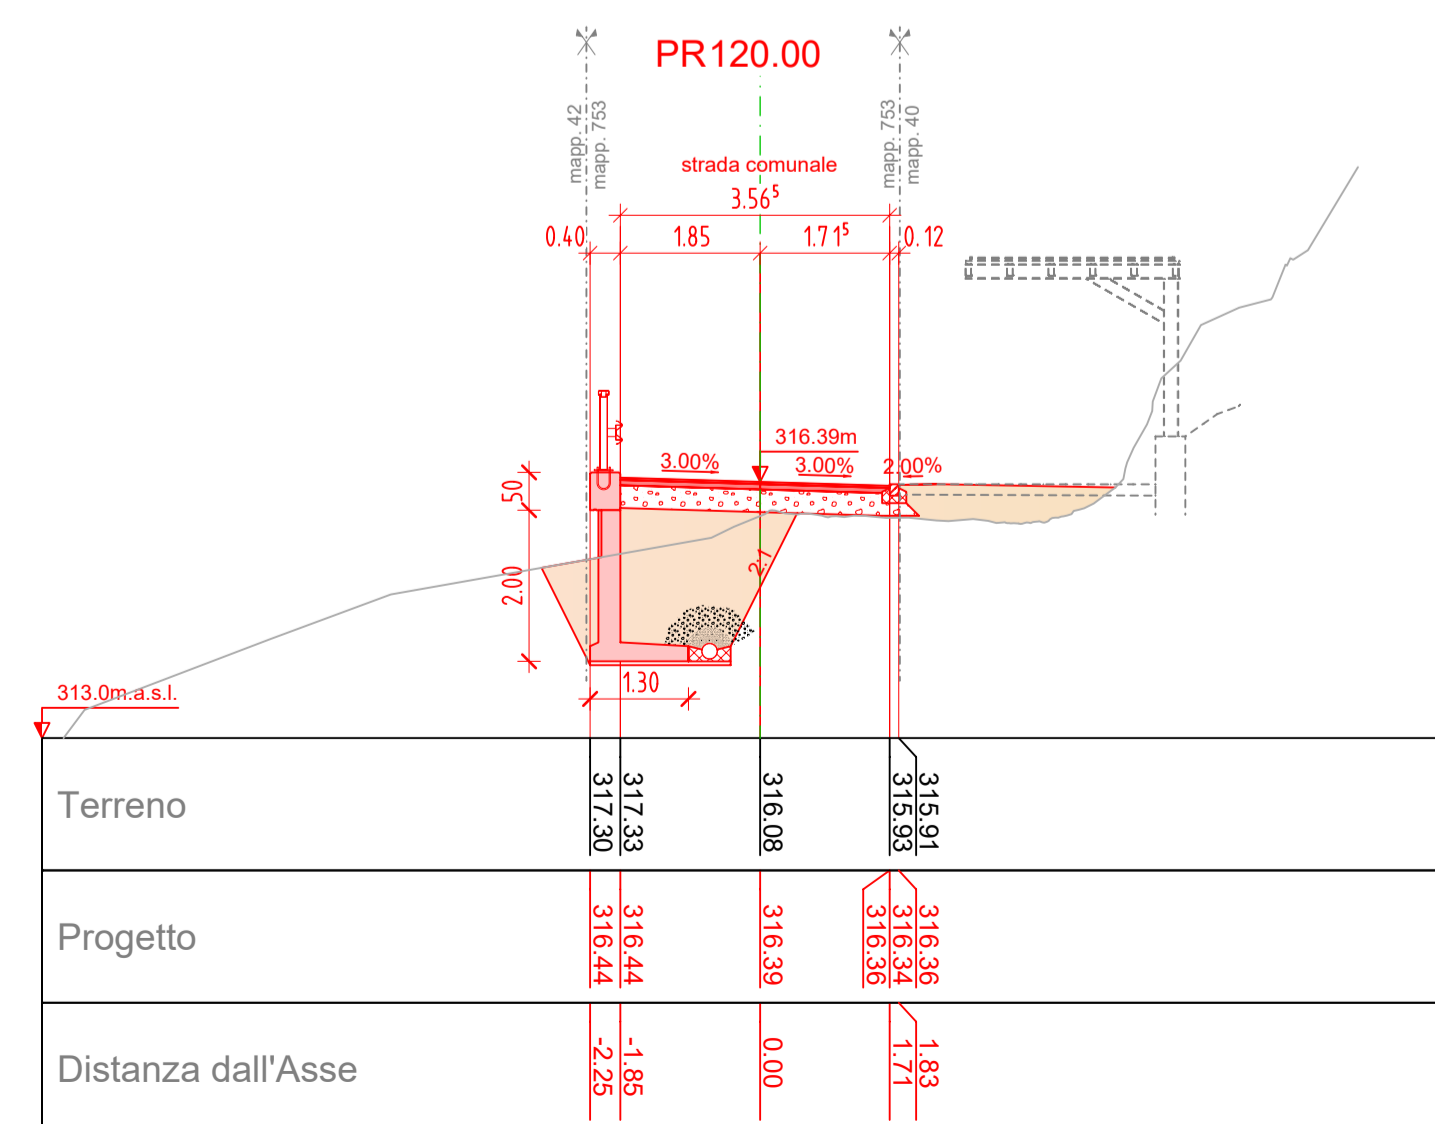 PR120.00
mapp. 42
mapp. 753
mapp. 753
mapp. 40
strada comunale
3.56⁵
0.40
1.85
1.71⁵
0.12
316.39m
3.00%
3.00%
2.00%
50
2.00
2:1
1.30
313.0m.a.s.l.
Terreno
317.30
317.33
316.08
315.93
315.91
Progetto
316.44
316.44
316.39
316.36
316.34
316.36
Distanza dall'Asse
-2.25
-1.85
0.00
1.71
1.83